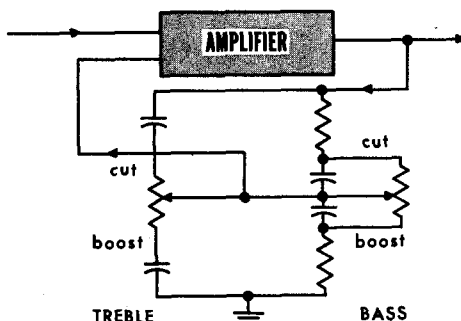 AMPLIFIER
cut
cut
boost
boost
TREBLE
BASS